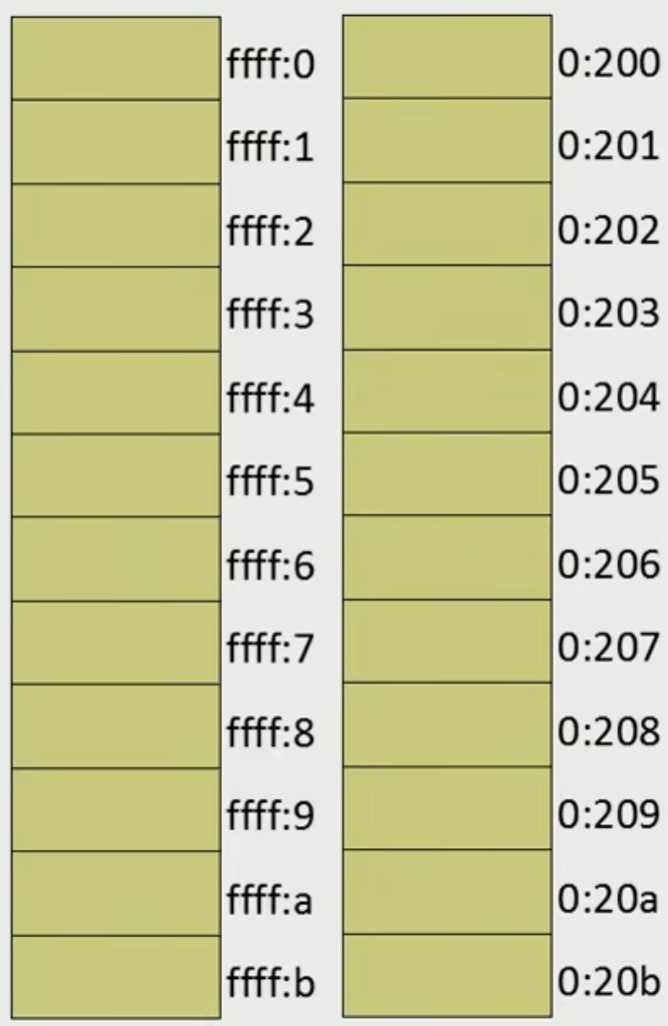 ffff:0 0:200
ffff:1 0:201
ffff:2 0:202
ffff:3 0:203
ffff:4 0:204
ffff:5 0:205
ffff:6 0:206
ffff:7 0:207
ffff:8 0:208
ffff:9 0:209
ffff:a 0:20a
ffff:b 0:20b